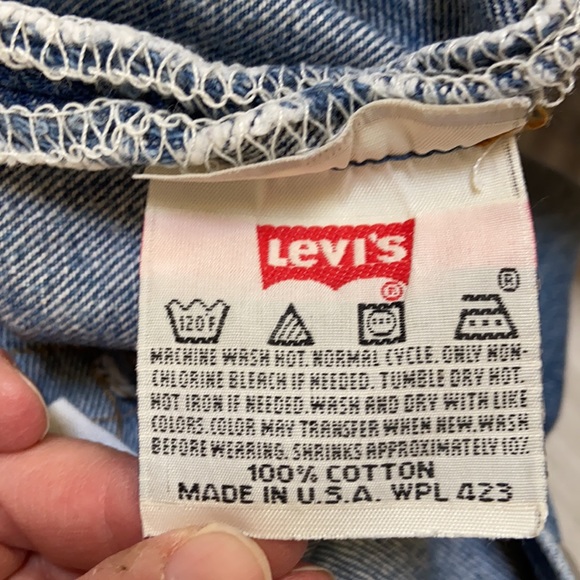 Levi's
®
®
120F
MACHINE WASH HOT. NORMAL CYCLE. ONLY NON-
CHLORINE BLEACH IF NEEDED. TUMBLE DRY HOT.
HOT IRON IF NEEDED. WASH AND DRY WITH LIKE
COLORS. COLOR MAY TRANSFER WHEN NEW. WASH
BEFORE WEARING. SHRINKS APPROXIMATELY 10%.
100% COTTON
MADE IN U.S.A. WPL 423